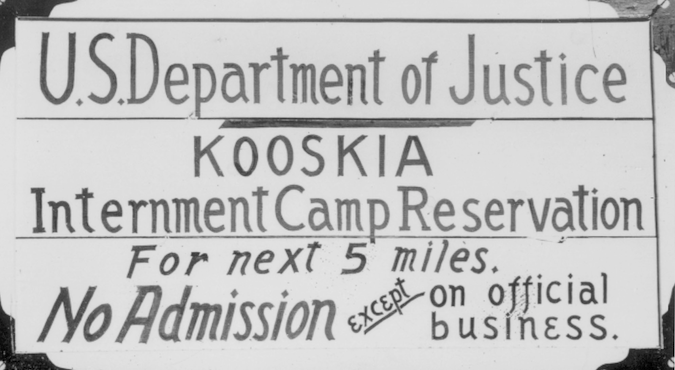 U.S. Department of Justice
KOOSKIA
Internment Camp Reservation
For next 5 miles.
No Admission except on official
business.